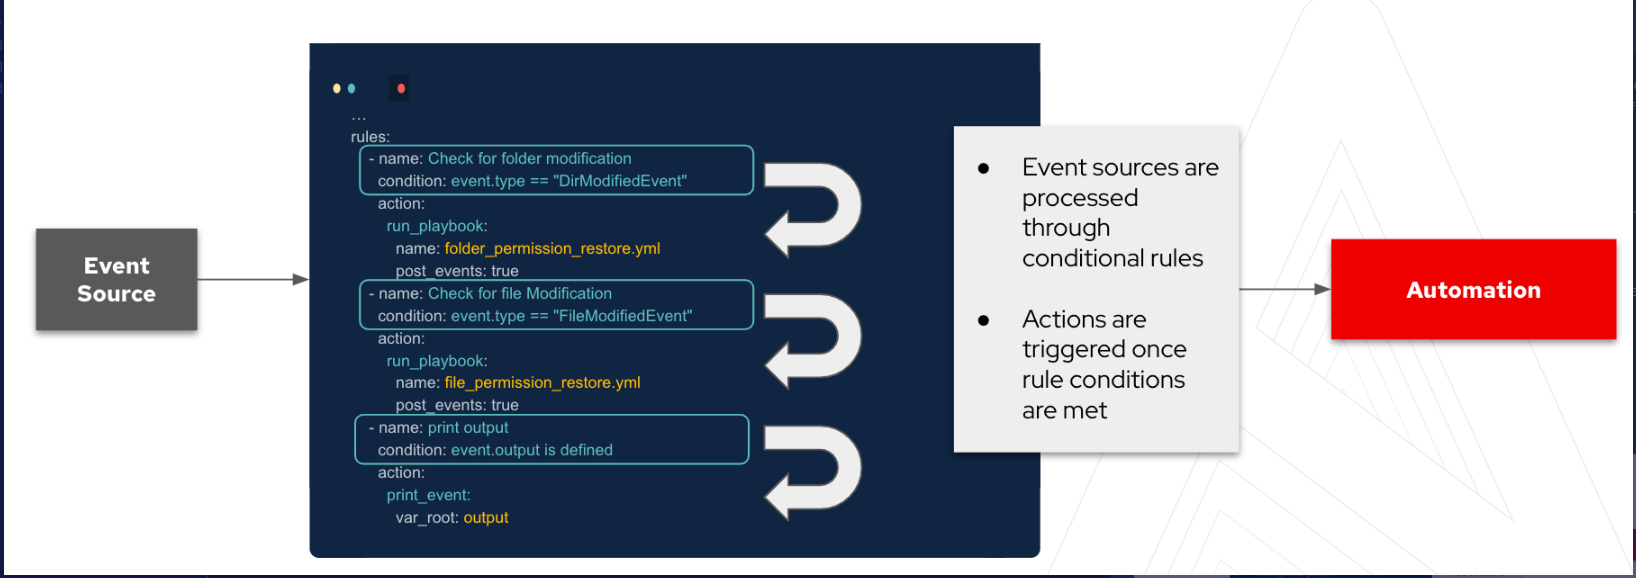 Event
Source
...
rules:
- name: Check for folder modification
condition: event.type == "DirModifiedEvent"
action:
run_playbook:
name: folder_permission_restore.yml
post_events: true
- name: Check for file Modification
condition: event.type == "FileModifiedEvent"
action:
run_playbook:
name: file_permission_restore.yml
post_events: true
- name: print output
condition: event.output is defined
action:
print_event:
var_root: output
● Event sources are
processed
through
conditional rules
● Actions are
triggered once
rule conditions
are met
Automation